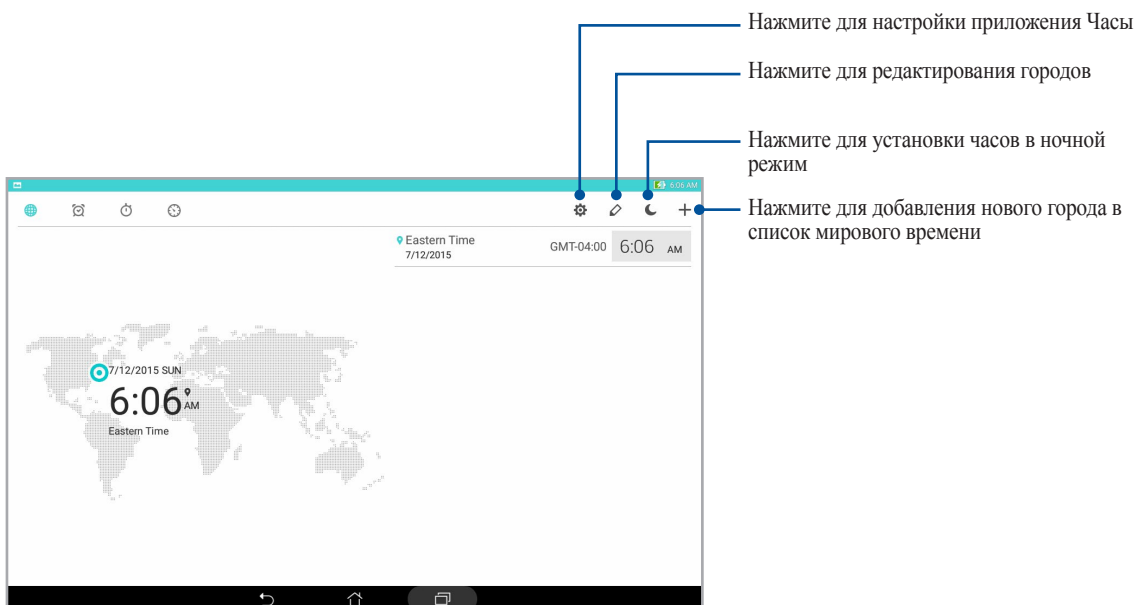 Нажмите для настройки приложения Часы
Нажмите для редактирования городов
Нажмите для установки часов в ночной
режим
Нажмите для добавления нового города в
список мирового времени
6:06 AM
Eastern Time
7/12/2015
GMT-04:00
6:06 AM
7/12/2015 SUN
6:06 AM
Eastern Time